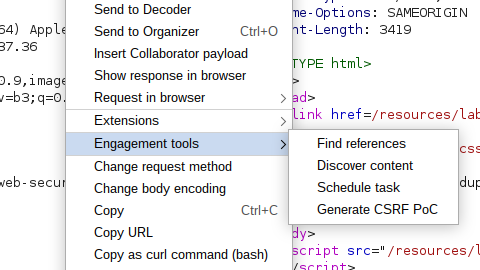 Send to Decoder
me-Options: SAMEORIGIN
64) Apple
Send to Organizer Ctrl+O
nt-Length: 3419
37.36
Insert Collaborator payload
TYPE html>
0.9,image
Show response in browser
>
v=b3;q=0.
Request in browser
ad>
Extensions
link href=/resources/lab
Engagement tools
Find references
css
Change request method
Discover content
web-secur
Change body encoding
Schedule task
dup
Copy Ctrl+C
Generate CSRF PoC
Copy URL
dy>
Copy as curl command (bash)
script src="/resources/l
</script>